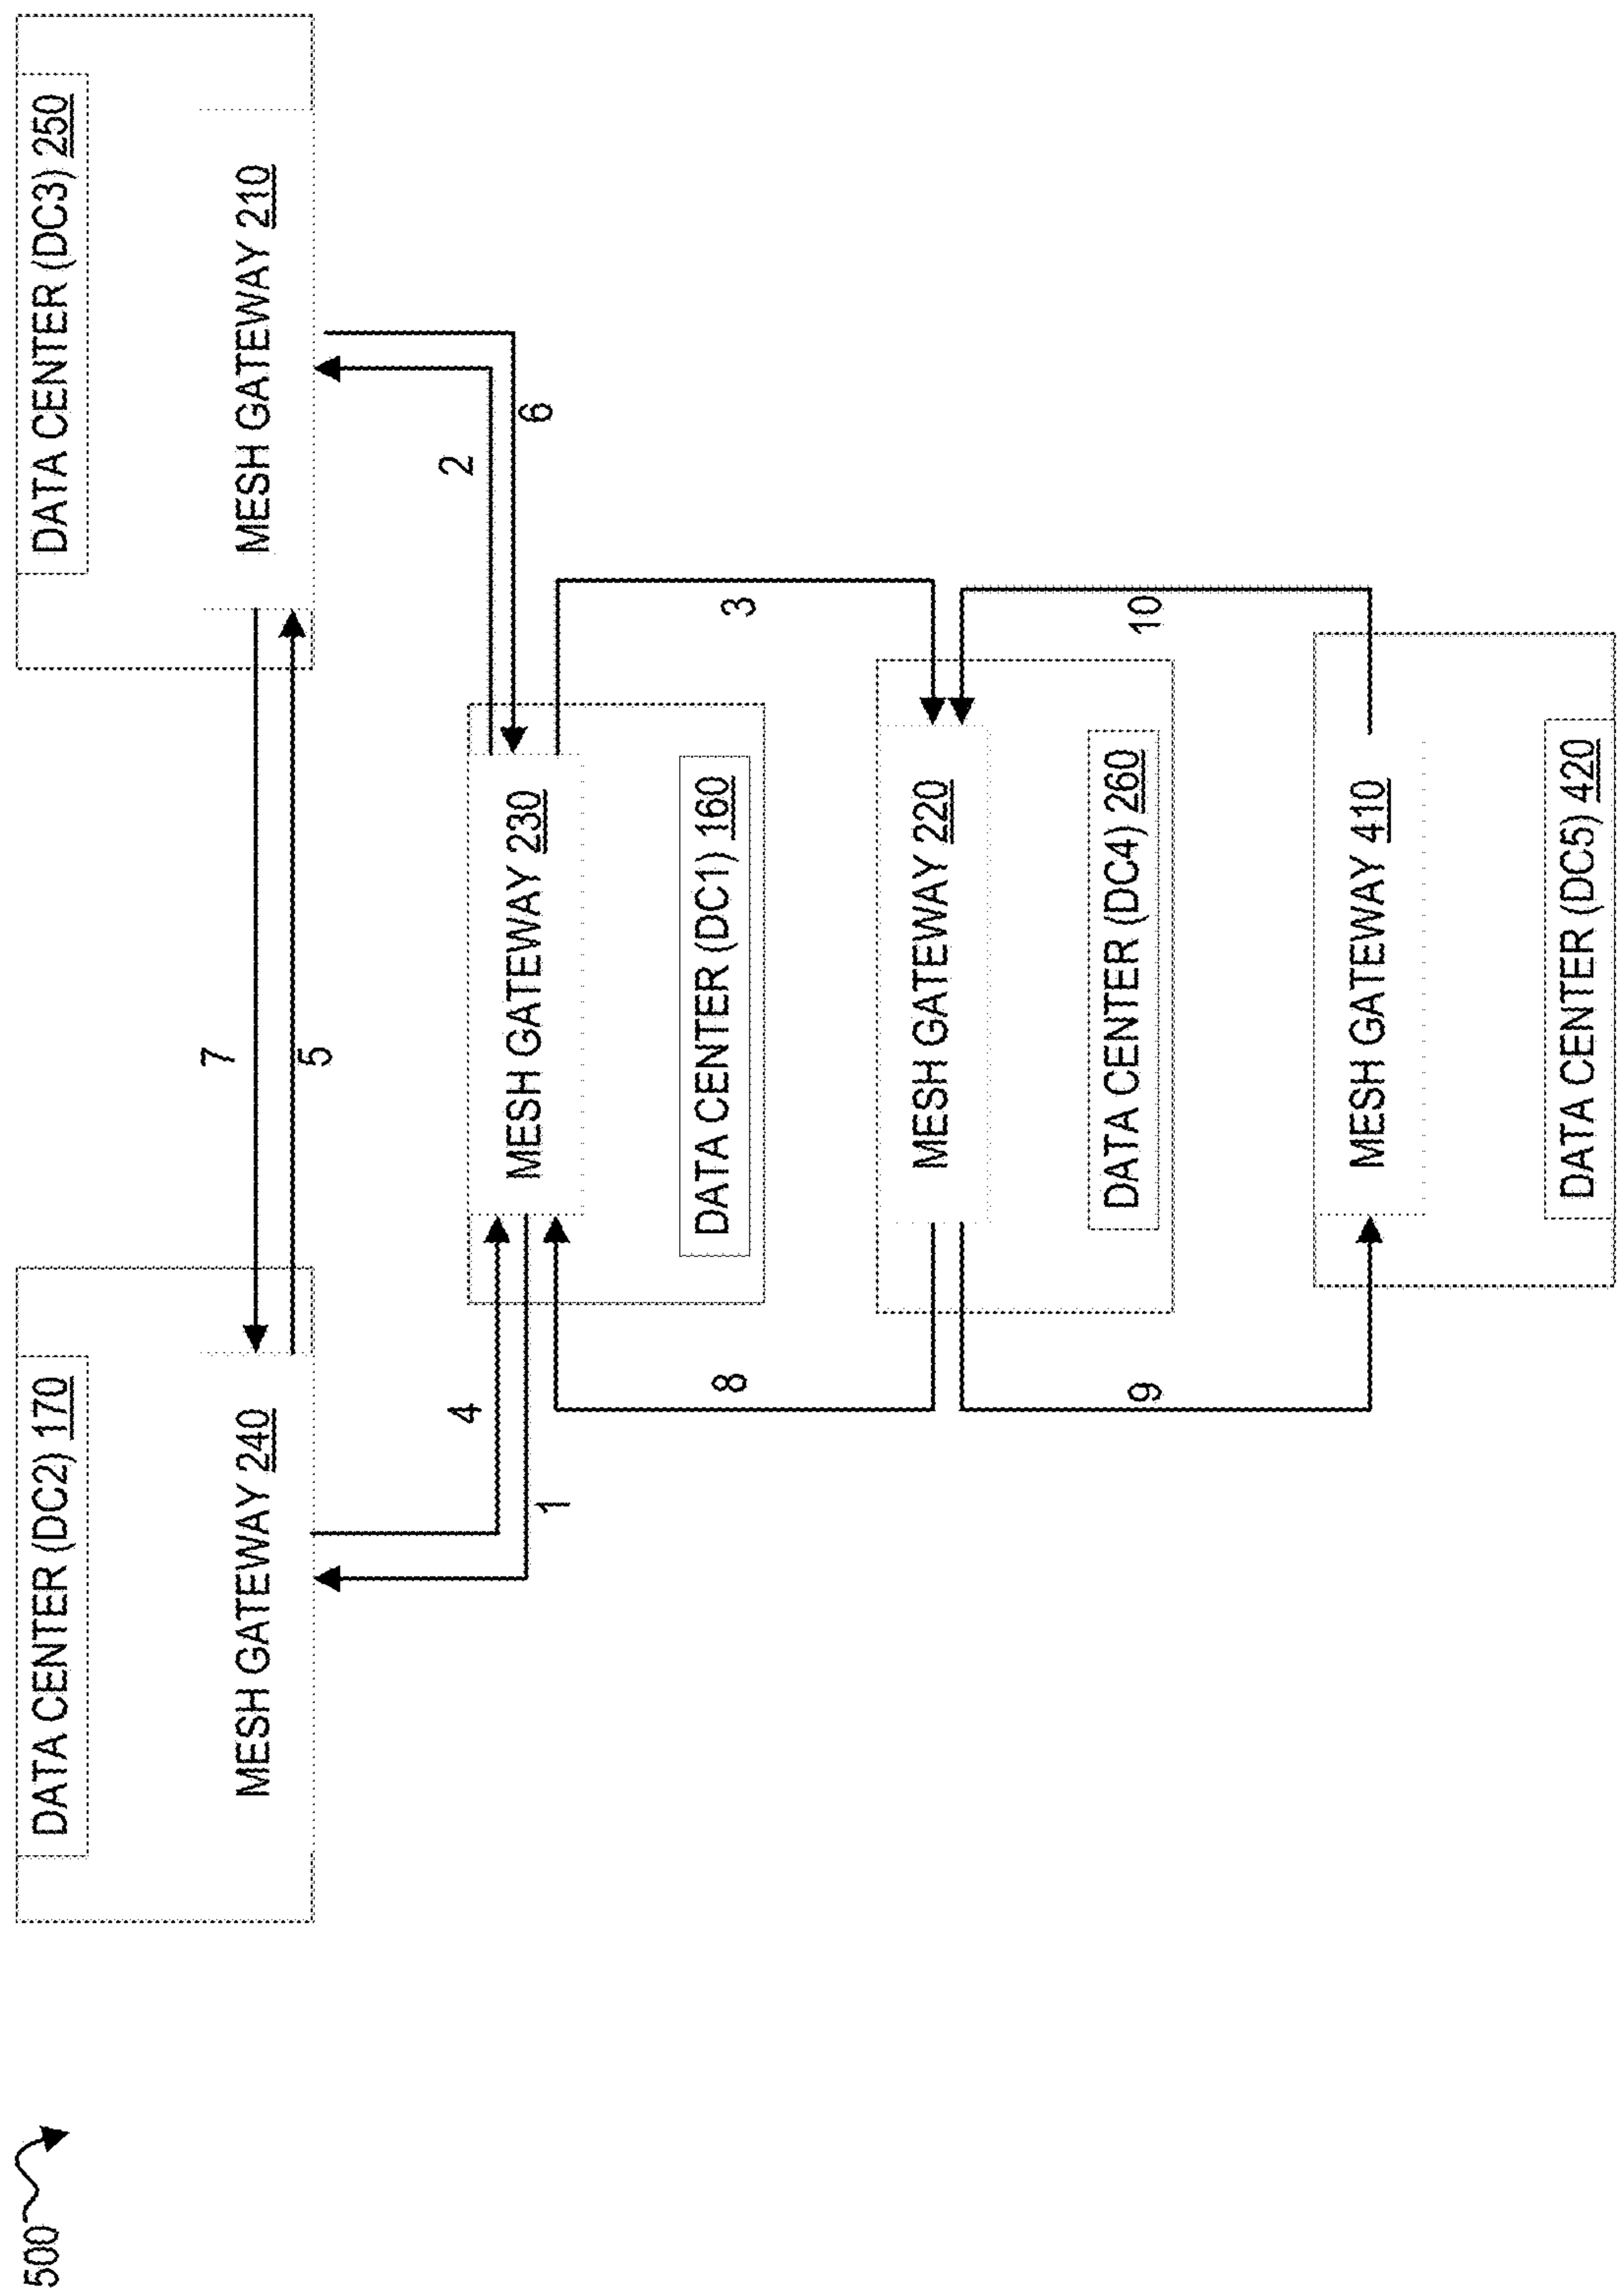 500
DATA CENTER (DC2) 170
MESH GATEWAY 240
DATA CENTER (DC3) 250
MESH GATEWAY 210
7
5
4
1
2
6
MESH GATEWAY 230
DATA CENTER (DC1) 160
8
3
MESH GATEWAY 220
DATA CENTER (DC4) 260
9
10
MESH GATEWAY 410
DATA CENTER (DC5) 420